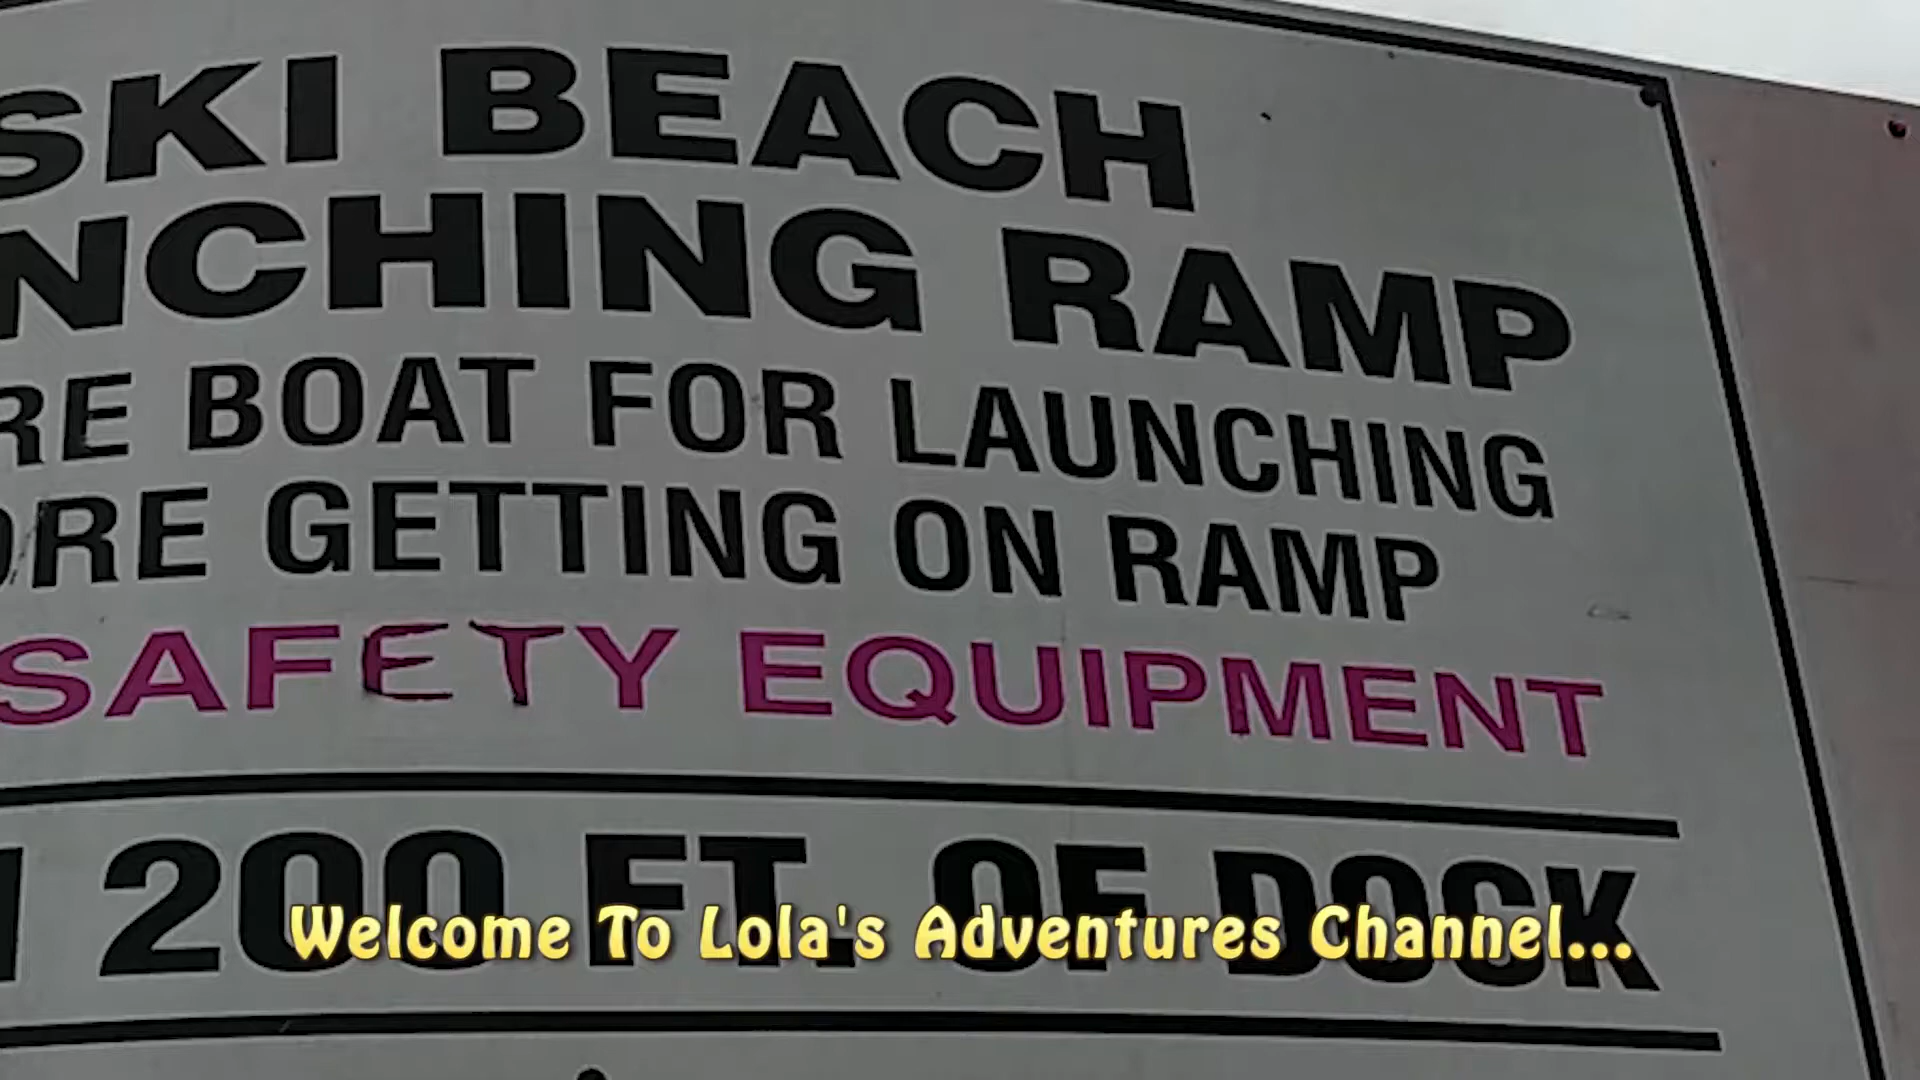 SKI BEACH
NCHING RAMP
RE BOAT FOR LAUNCHING
ORE GETTING ON RAMP
SAFETY EQUIPMENT
200 FT. OF DOCK
Welcome To Lola's Adventures Channel...